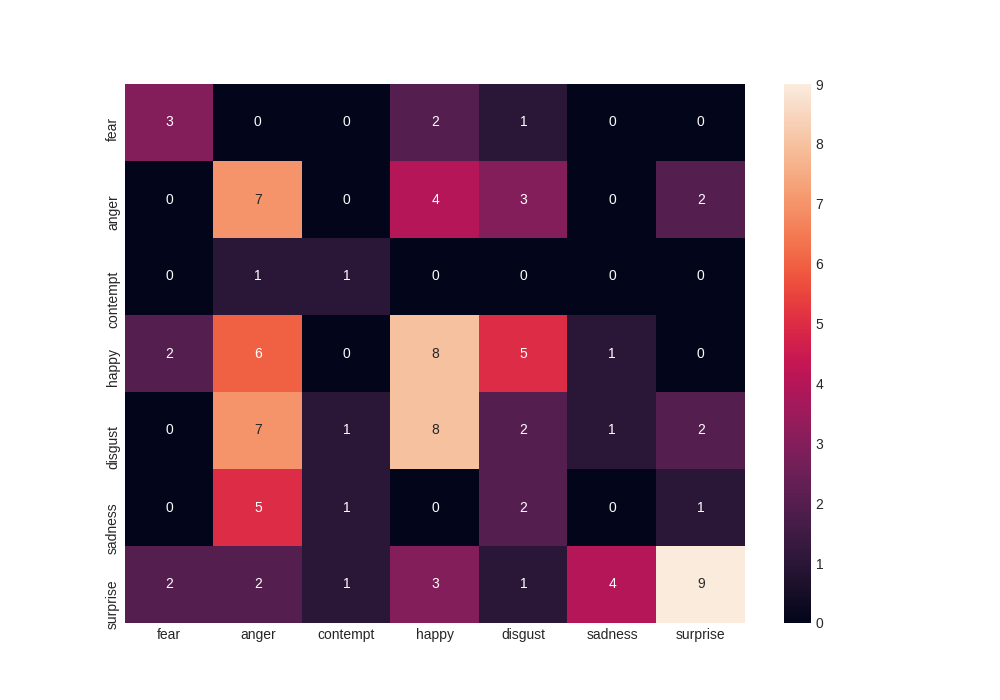 fear 3 0 0 2 1 0 0
anger 0 7 0 4 3 0 2
contempt 0 1 1 0 0 0 0
happy 2 6 0 8 5 1 0
disgust 0 7 1 8 2 1 2
sadness 0 5 1 0 2 0 1
surprise 2 2 1 3 1 4 9
fear anger contempt happy disgust sadness surprise
9
8
7
6
5
4
3
2
1
0